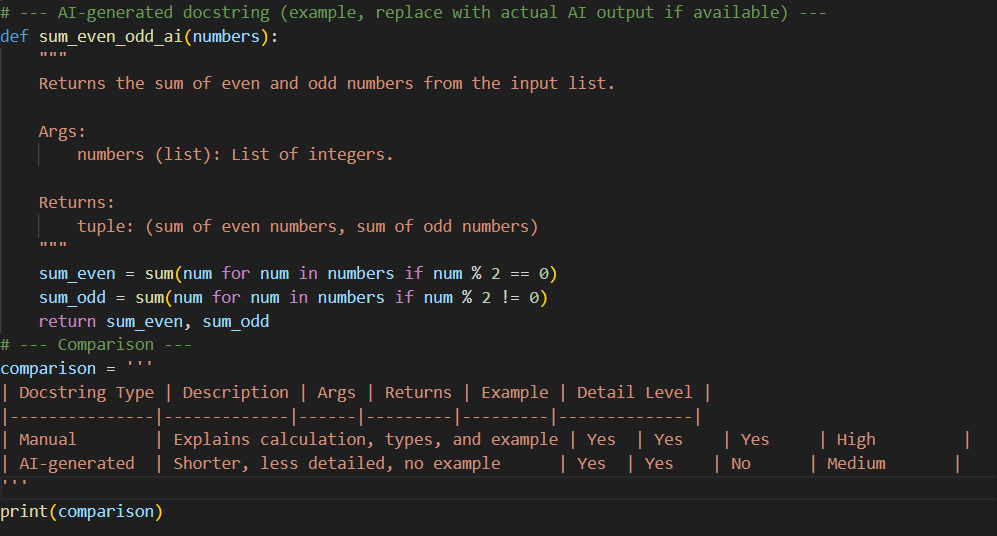 # --- AI-generated docstring (example, replace with actual AI output if available) ---
def sum_even_odd_ai(numbers):
    """
    Returns the sum of even and odd numbers from the input list.

    Args:
        numbers (list): List of integers.

    Returns:
        tuple: (sum of even numbers, sum of odd numbers)
    """
    sum_even = sum(num for num in numbers if num % 2 == 0)
    sum_odd = sum(num for num in numbers if num % 2 != 0)
    return sum_even, sum_odd
# --- Comparison ---
comparison = '''
| Docstring Type | Description | Args | Returns | Example | Detail Level |
|---------------|-------------|------|---------|---------|--------------|
| Manual        | Explains calculation, types, and example | Yes  | Yes    | Yes     | High         |
| AI-generated  | Shorter, less detailed, no example      | Yes  | Yes    | No      | Medium       |
'''
print(comparison)